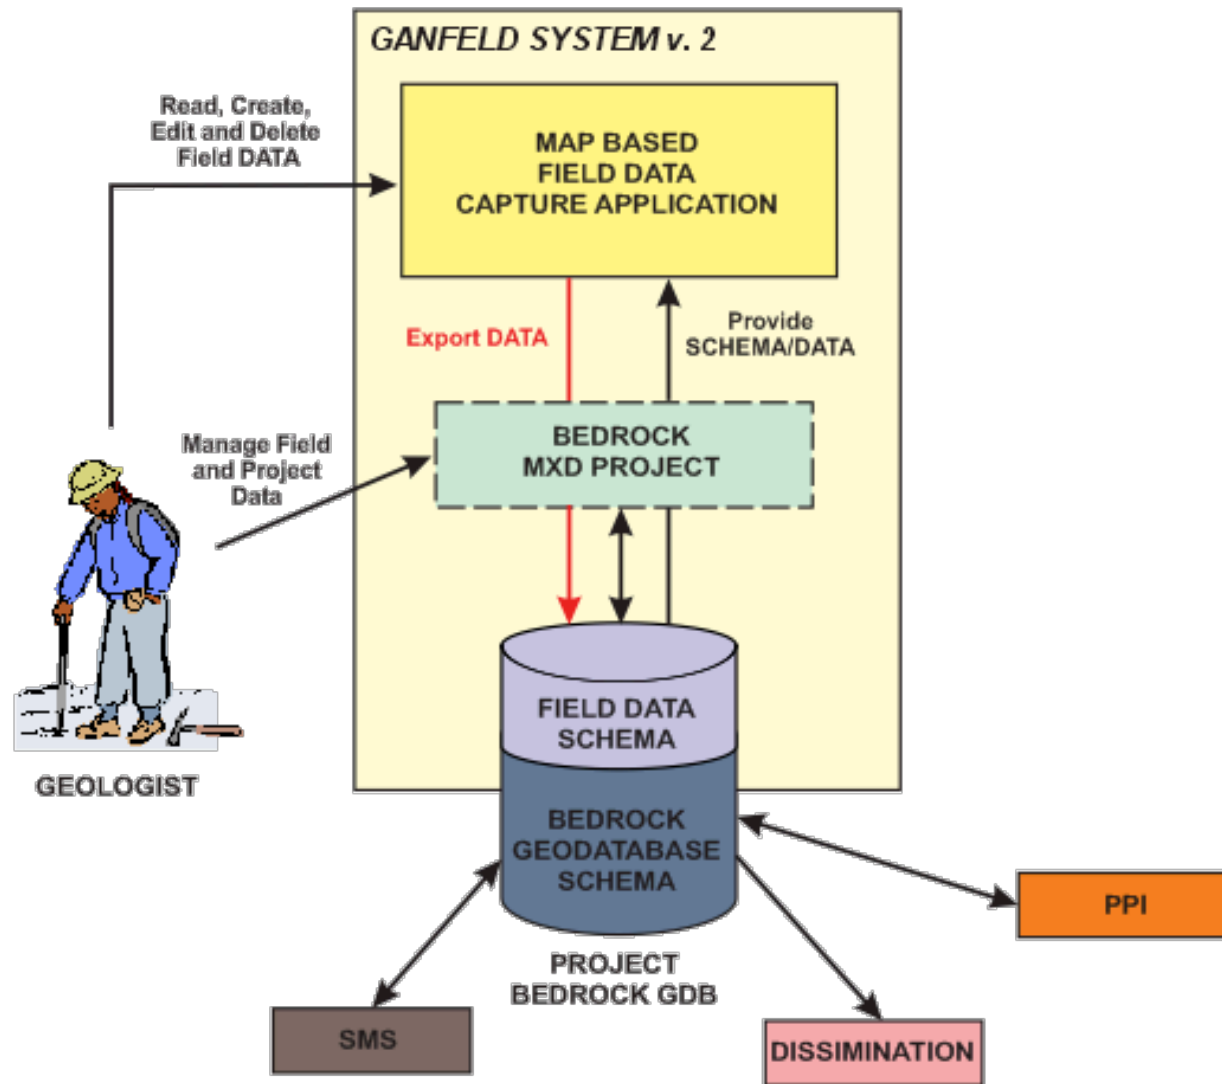 GANFELD SYSTEM v. 2
Read, Create,
Edit and Delete
Field DATA
MAP BASED
FIELD DATA
CAPTURE APPLICATION
Export DATA
Provide
SCHEMA/DATA
Manage Field
and Project
Data
BEDROCK
MXD PROJECT
GEOLOGIST
FIELD DATA
SCHEMA
BEDROCK
GEODATABASE
SCHEMA
PROJECT
BEDROCK GDB
PPI
SMS
DISSIMINATION